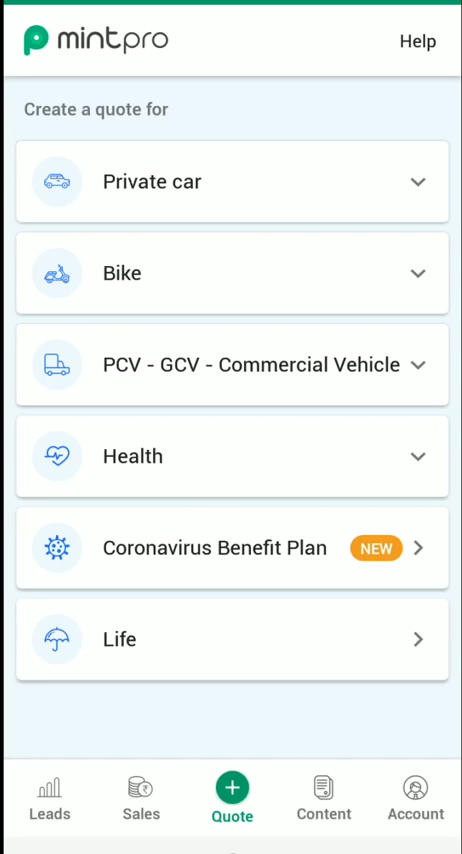 mintpro
Help
Create a quote for
Private car
Bike
PCV - GCV - Commercial Vehicle
Health
Coronavirus Benefit Plan NEW
Life
Leads Sales Quote Content Account